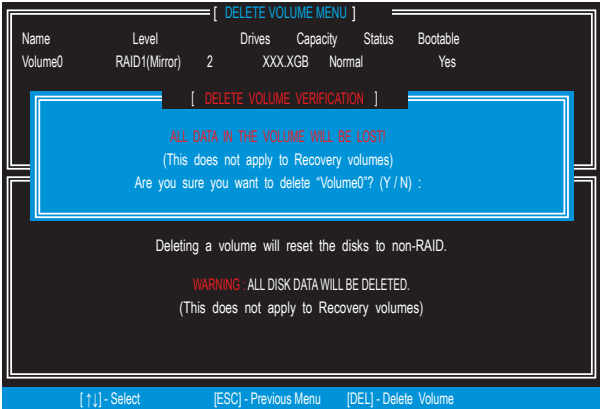 [ DELETE VOLUME MENU ]
Name Level Drives Capacity Status Bootable
Volume0 RAID1(Mirror) 2 XXX.XGB Normal Yes
[ DELETE VOLUME VERIFICATION ]
ALL DATA IN THE VOLUME WILL BE LOST!
(This does not apply to Recovery volumes)
Are you sure you want to delete “Volume0”? (Y / N) :
Deleting a volume will reset the disks to non-RAID.
WARNING : ALL DISK DATA WILL BE DELETED.
(This does not apply to Recovery volumes)
[ ↑↓] - Select [ESC] - Previous Menu [DEL] - Delete Volume